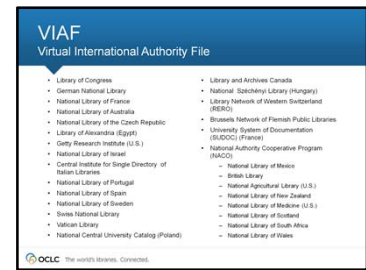 VIAF
Virtual International Authority File
• Library of Congress
• German National Library
• National Library of France
• National Library of Australia
• National Library of the Czech Republic
• Library of Alexandria (Egypt)
• Getty Research Institute (U.S.)
• National Library of Israel
• Central Institute for Single Directory of
Italian Libraries
• National Library of Portugal
• National Library of Spain
• National Library of Sweden
• Swiss National Library
• Vatican Library
• National Central University Catalog (Poland)
• Library and Archives Canada
• National Széchényi Library (Hungary)
• Library Network of Western Switzerland
(RERO)
• Brussels Network of Flemish Public Libraries
• University System of Documentation
(SUDOC) (France)
• National Authority Cooperative Program
(NACO)
– National Library of Mexico
– British Library
– National Agricultural Library (U.S.)
– National Library of New Zealand
– National Library of Medicine (U.S.)
– National Library of Scotland
– National Library of South Africa
– National Library of Wales
OCLC The world's libraries. Connected.